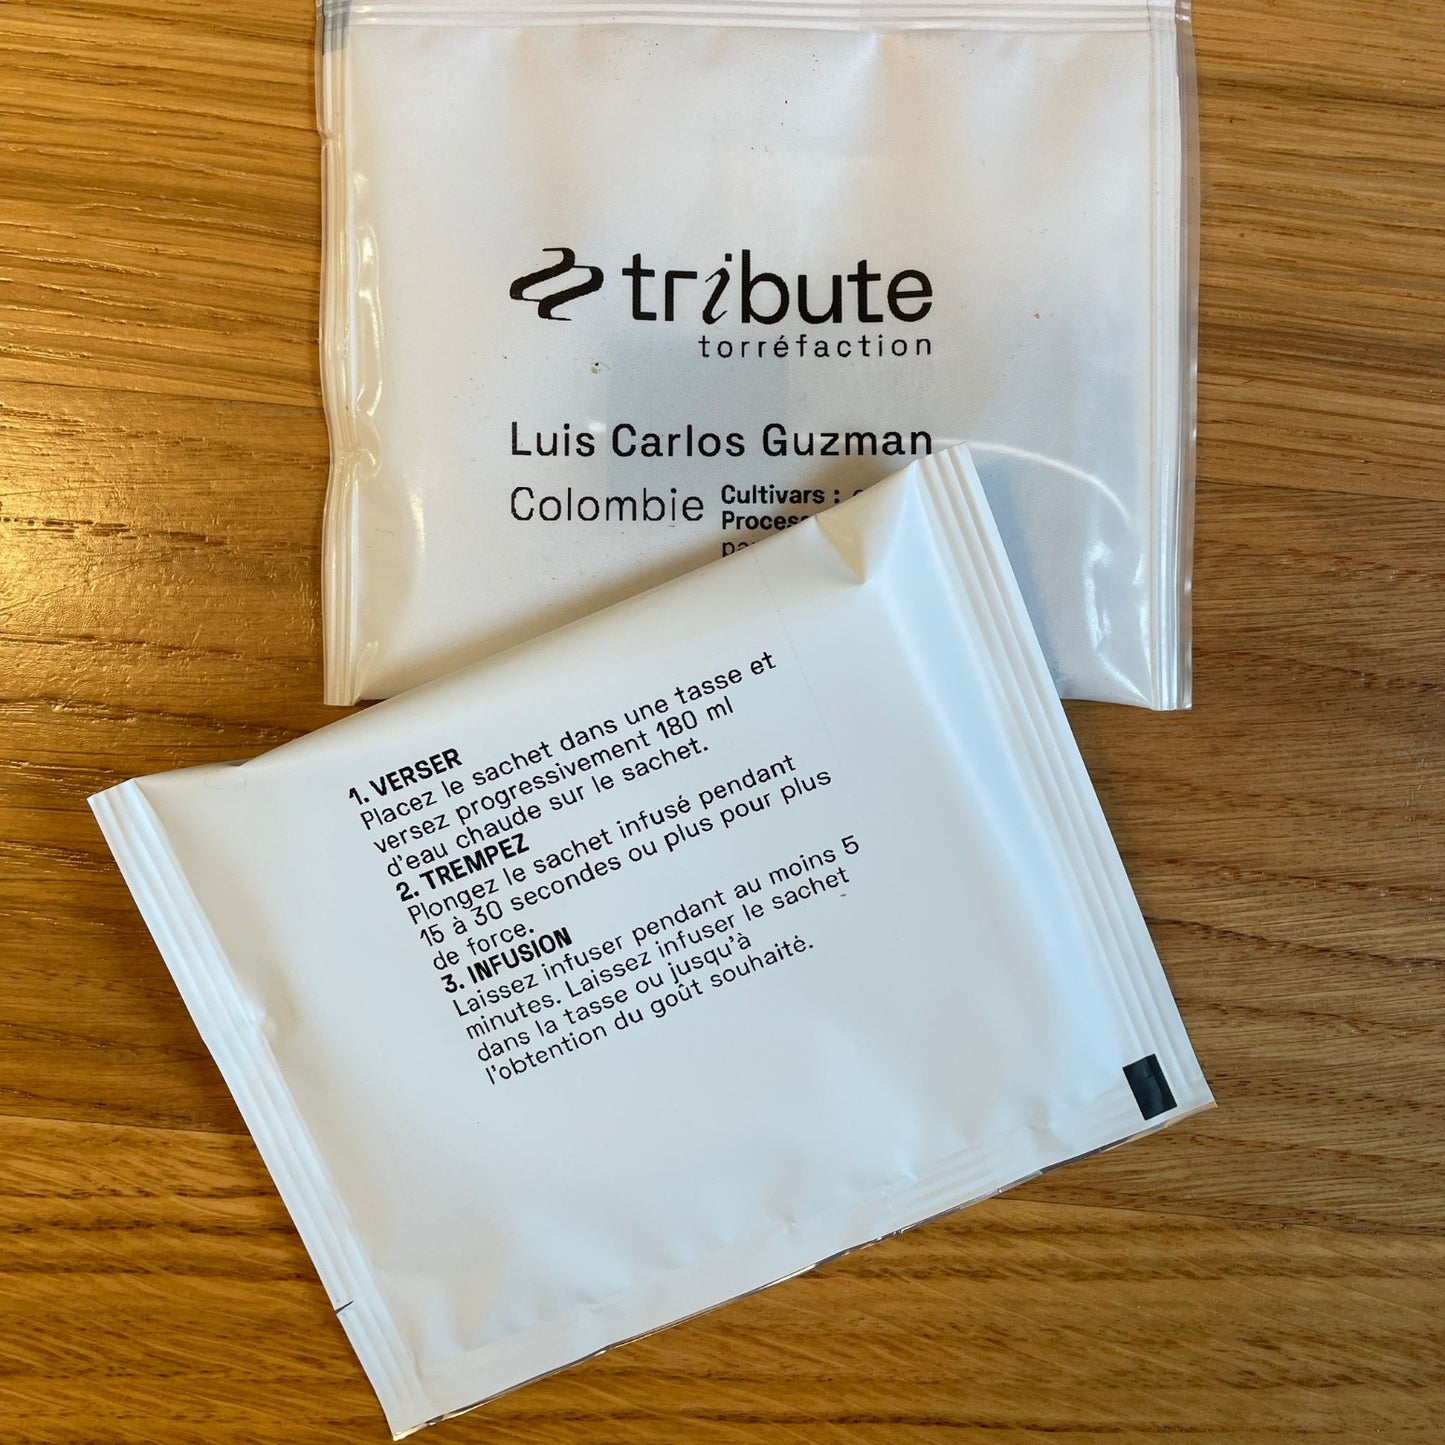 tribute
torréfaction
Luis Carlos Guzman
Colombie
Cultivars :
1. VERSER
Placez le sachet dans une tasse et
versez progressivement 180 ml
d'eau chaude sur le sachet.
2. TREMPEZ
Plongez le sachet infusé pendant
15 à 30 secondes ou plus pour plus
de force.
3. INFUSION
Laissez infuser pendant au moins 5
minutes. Laissez infuser le sachet
dans la tasse ou jusqu'à
l'obtention du goût souhaité.